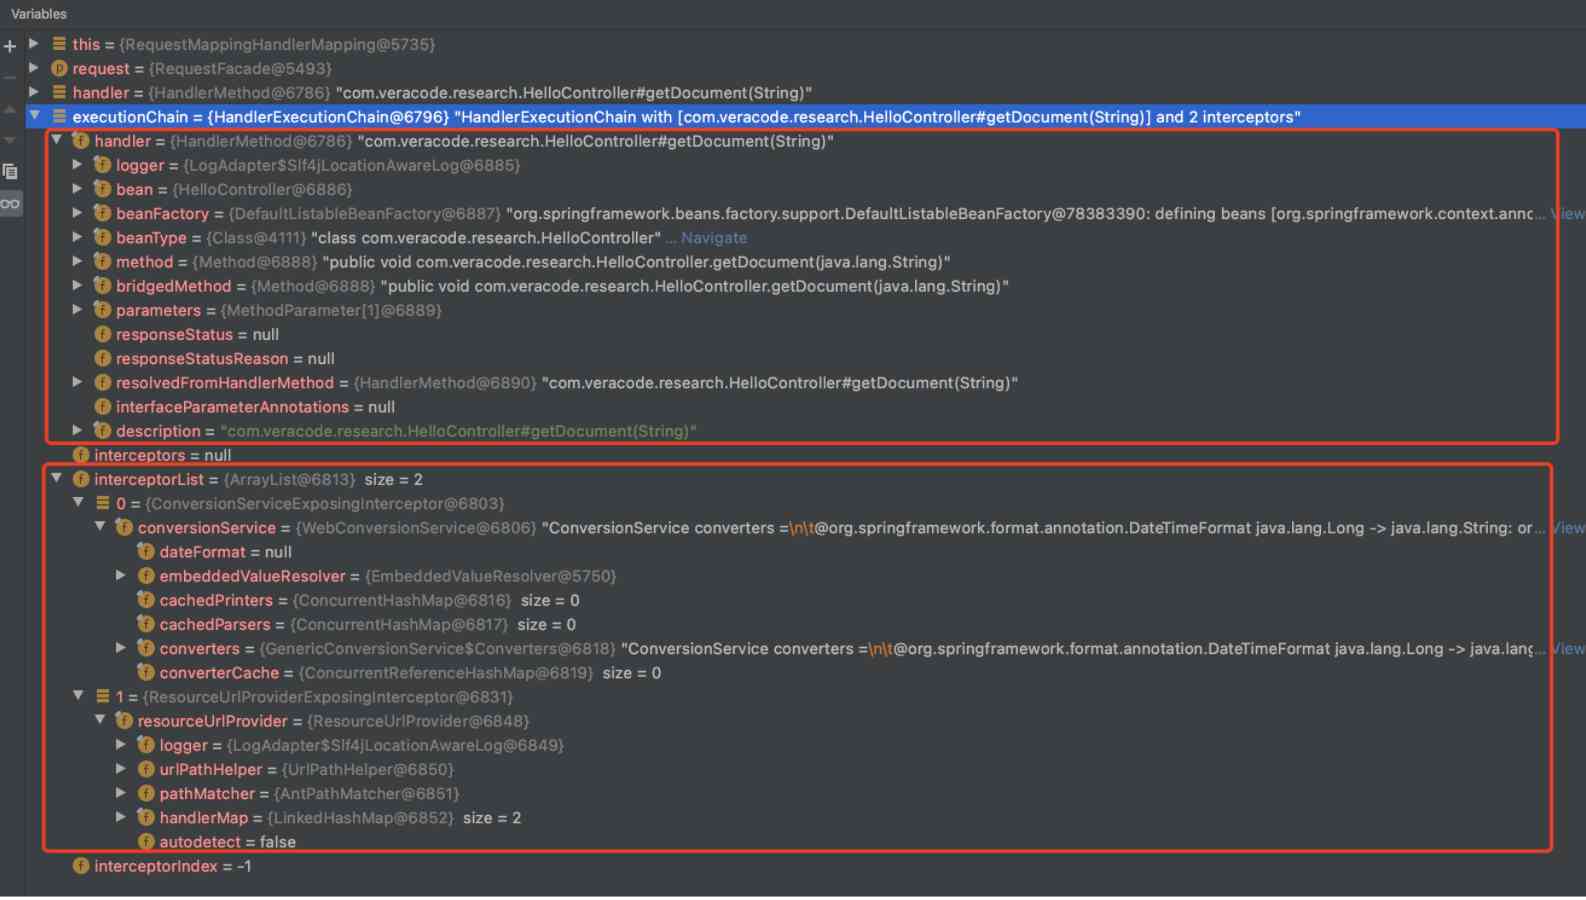 Variables
this = {RequestMappingHandlerMapping@5735}
request = {RequestFacade@5493}
handler = {HandlerMethod@6786} "com.veracode.research.HelloController#getDocument(String)"
executionChain = {HandlerExecutionChain@6796} "HandlerExecutionChain with [com.veracode.research.HelloController#getDocument(String)] and 2 interceptors"
handler = {HandlerMethod@6786} "com.veracode.research.HelloController#getDocument(String)"
logger = {LogAdapter$Slf4jLocationAwareLog@6885}
bean = {HelloController@6886}
beanFactory = {DefaultListableBeanFactory@6887} "org.springframework.beans.factory.support.DefaultListableBeanFactory@78383390: defining beans [org.springframework.context.annc... View
beanType = {Class@4111} "class com.veracode.research.HelloController" ... Navigate
method = {Method@6888} "public void com.veracode.research.HelloController.getDocument(java.lang.String)"
bridgedMethod = {Method@6888} "public void com.veracode.research.HelloController.getDocument(java.lang.String)"
parameters = {MethodParameter[1]@6889}
responseStatus = null
responseStatusReason = null
resolvedFromHandlerMethod = {HandlerMethod@6890} "com.veracode.research.HelloController#getDocument(String)"
interfaceParameterAnnotations = null
description = "com.veracode.research.HelloController#getDocument(String)"
interceptors = null
interceptorList = {ArrayList@6813} size = 2
0 = {ConversionServiceExposingInterceptor@6803}
conversionService = {WebConversionService@6806} "ConversionService converters =\n\t@org.springframework.format.annotation.DateTimeFormat java.lang.Long -> java.lang.String: or... View
dateFormat = null
embeddedValueResolver = {EmbeddedValueResolver@5750}
cachedPrinters = {ConcurrentHashMap@6816} size = 0
cachedParsers = {ConcurrentHashMap@6817} size = 0
converters = {GenericConversionService$Converters@6818} "ConversionService converters =\n\t@org.springframework.format.annotation.DateTimeFormat java.lang.Long -> java.lang... View
converterCache = {ConcurrentReferenceHashMap@6819} size = 0
1 = {ResourceUrlProviderExposingInterceptor@6831}
resourceUrlProvider = {ResourceUrlProvider@6848}
logger = {LogAdapter$Slf4jLocationAwareLog@6849}
urlPathHelper = {UrlPathHelper@6850}
pathMatcher = {AntPathMatcher@6851}
handlerMap = {LinkedHashMap@6852} size = 2
autodetect = false
interceptorIndex = -1